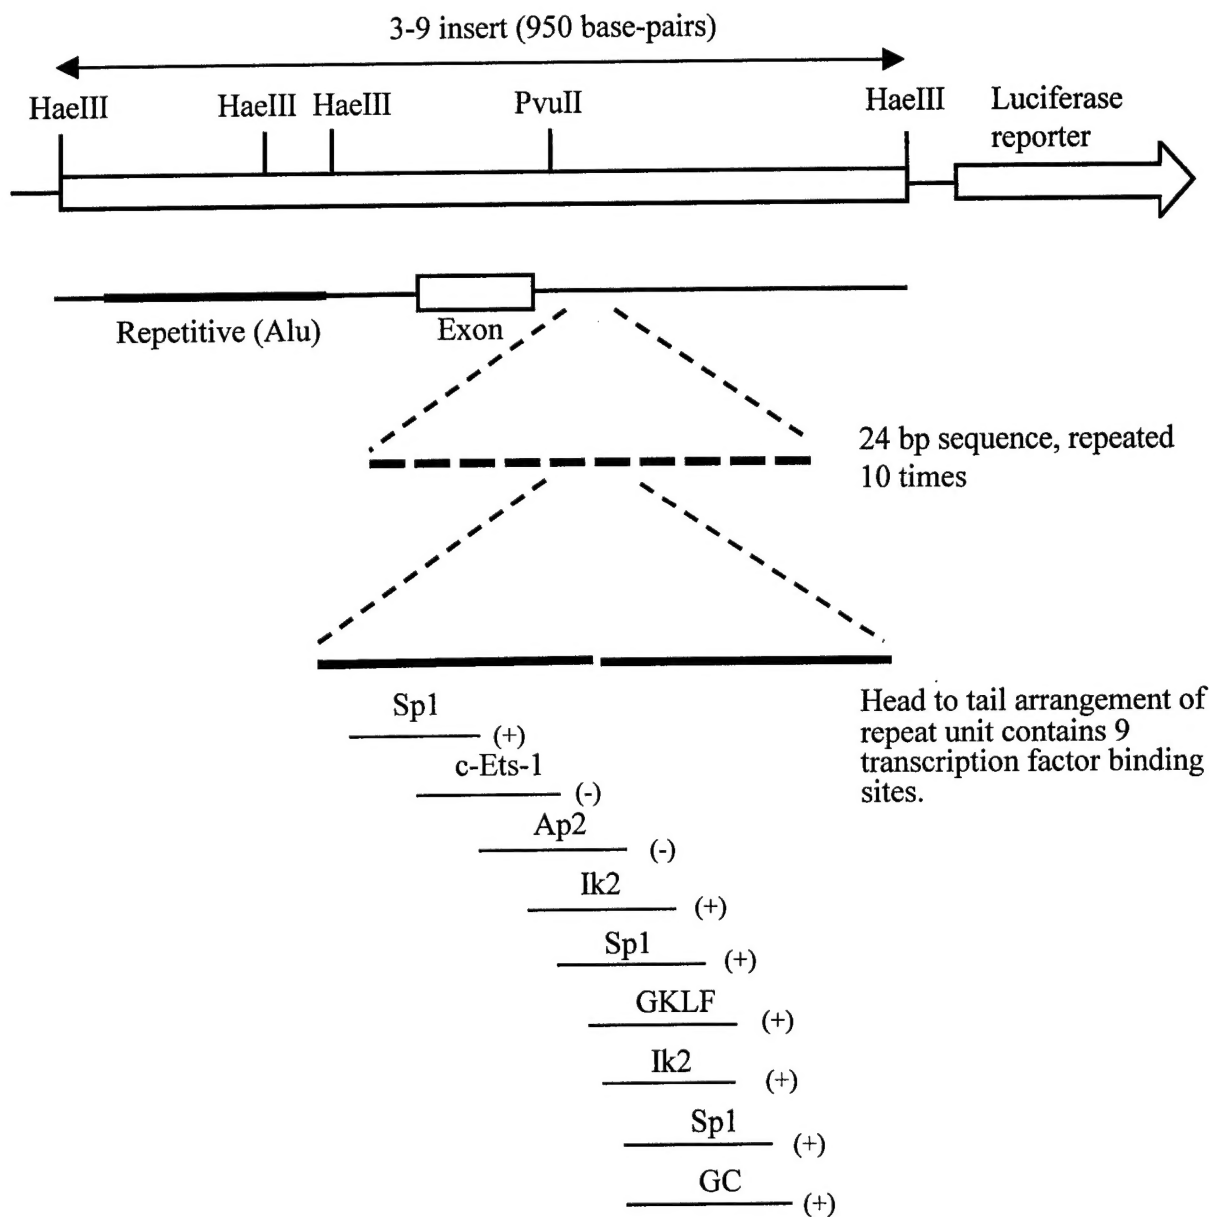 3-9 insert (950 base-pairs)
HaeIII
HaeIII
HaeIII
PvuII
HaeIII
Luciferase
reporter
Repetitive (Alu)
Exon
24 bp sequence, repeated
10 times
Head to tail arrangement of
repeat unit contains 9
transcription factor binding
sites.
Sp1
(+)
c-Ets-1
(-)
Ap2
(-)
Ik2
(+)
Sp1
(+)
GKLF
(+)
Ik2
(+)
Sp1
(+)
GC
(+)